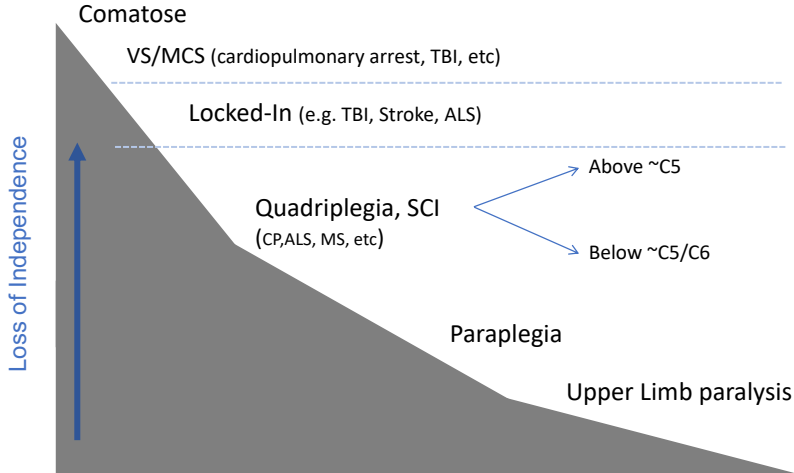 Comatose
VS/MCS (cardiopulmonary arrest, TBI, etc)
Locked-In (e.g. TBI, Stroke, ALS)
Loss of Independence
Above ~C5
Quadriplegia, SCI
(CP,ALS, MS, etc)
Below ~C5/C6
Paraplegia
Upper Limb paralysis